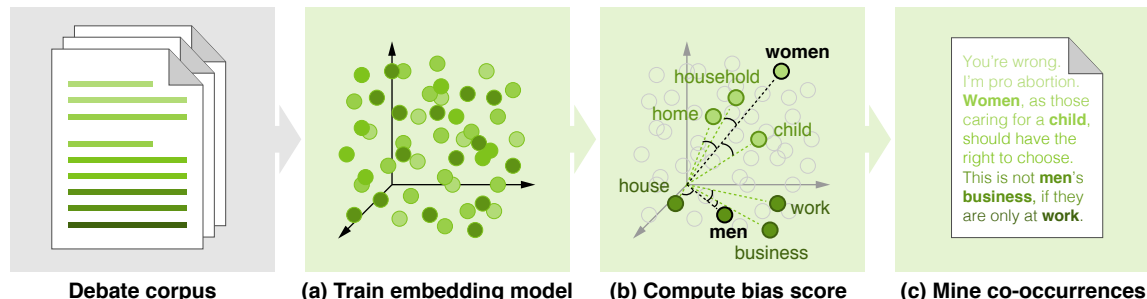 women
household
home
child
house
work
men
business
You're wrong.
I'm pro abortion.
Women, as those
caring for a child,
should have the
right to choose.
This is not men's
business, if they
are only at work.
Debate corpus
(a) Train embedding model
(b) Compute bias score
(c) Mine co-occurrences